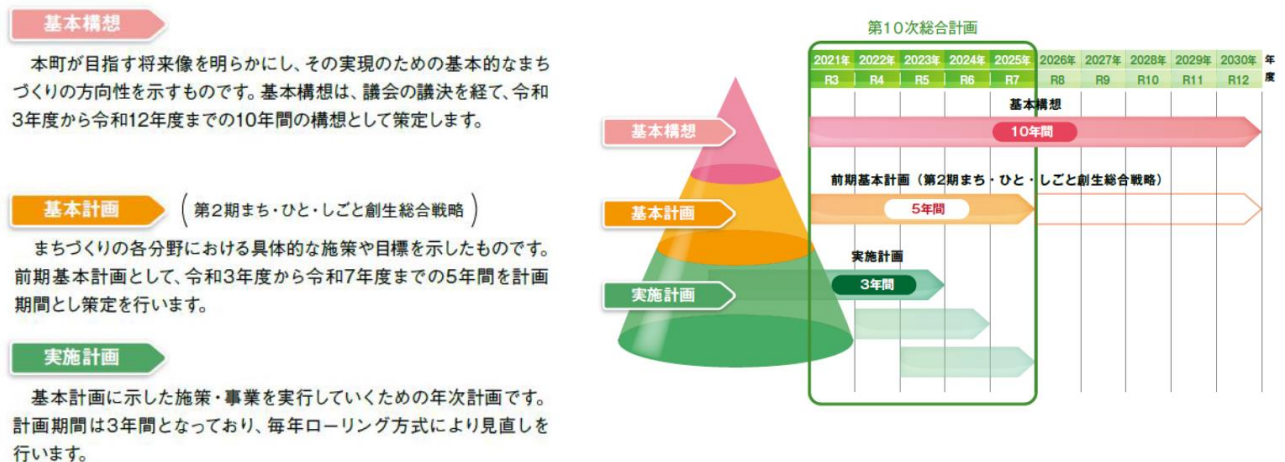 基本構想
本町が目指す将来像を明らかにし、その実現のための基本的なまち
づくりの方向性を示すものです。基本構想は、議会の議決を経て、令和
3年度から令和12年度までの10年間の構想として策定します。
基本計画 (第2期まち・ひと・しごと創生総合戦略)
まちづくりの各分野における具体的な施策や目標を示したものです。
前期基本計画として、令和3年度から令和7年度までの5年間を計画
期間とし策定を行います。
実施計画
基本計画に示した施策・事業を実行していくための年次計画です。
計画期間は3年間となっており、毎年ローリング方式により見直しを
行います。
第10次総合計画
2021年 2022年 2023年 2024年 2025年 2026年 2027年 2028年 2029年 2030年 年度
R3 R4 R5 R6 R7 R8 R9 R10 R11 R12
基本構想
基本構想
10年間
前期基本計画(第2期まち・ひと・しごと創生総合戦略)
基本計画
5年間
実施計画
実施計画
3年間